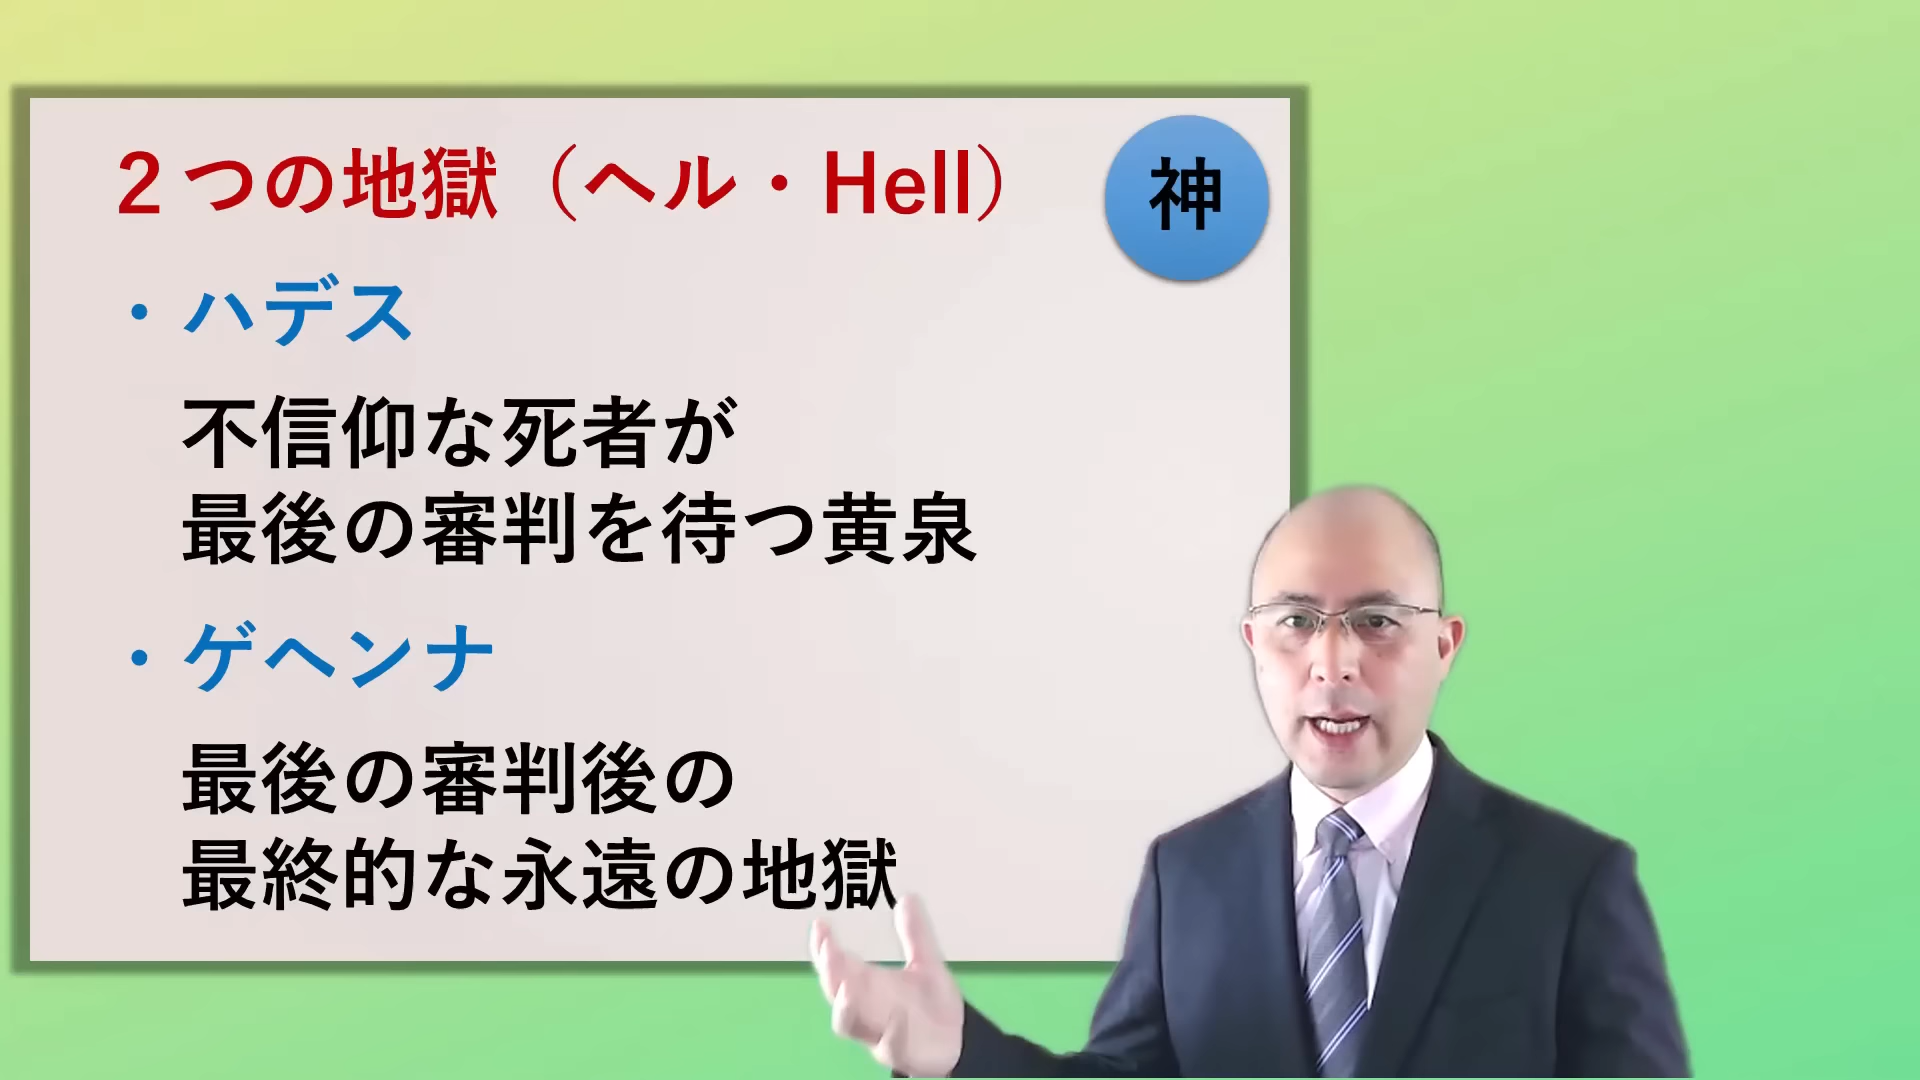 ２つの地獄（ヘル・Hell）
神
・ハデス
不信仰な死者が
最後の審判を待つ黄泉
・ゲヘンナ
最後の審判後の
最終的な永遠の地獄